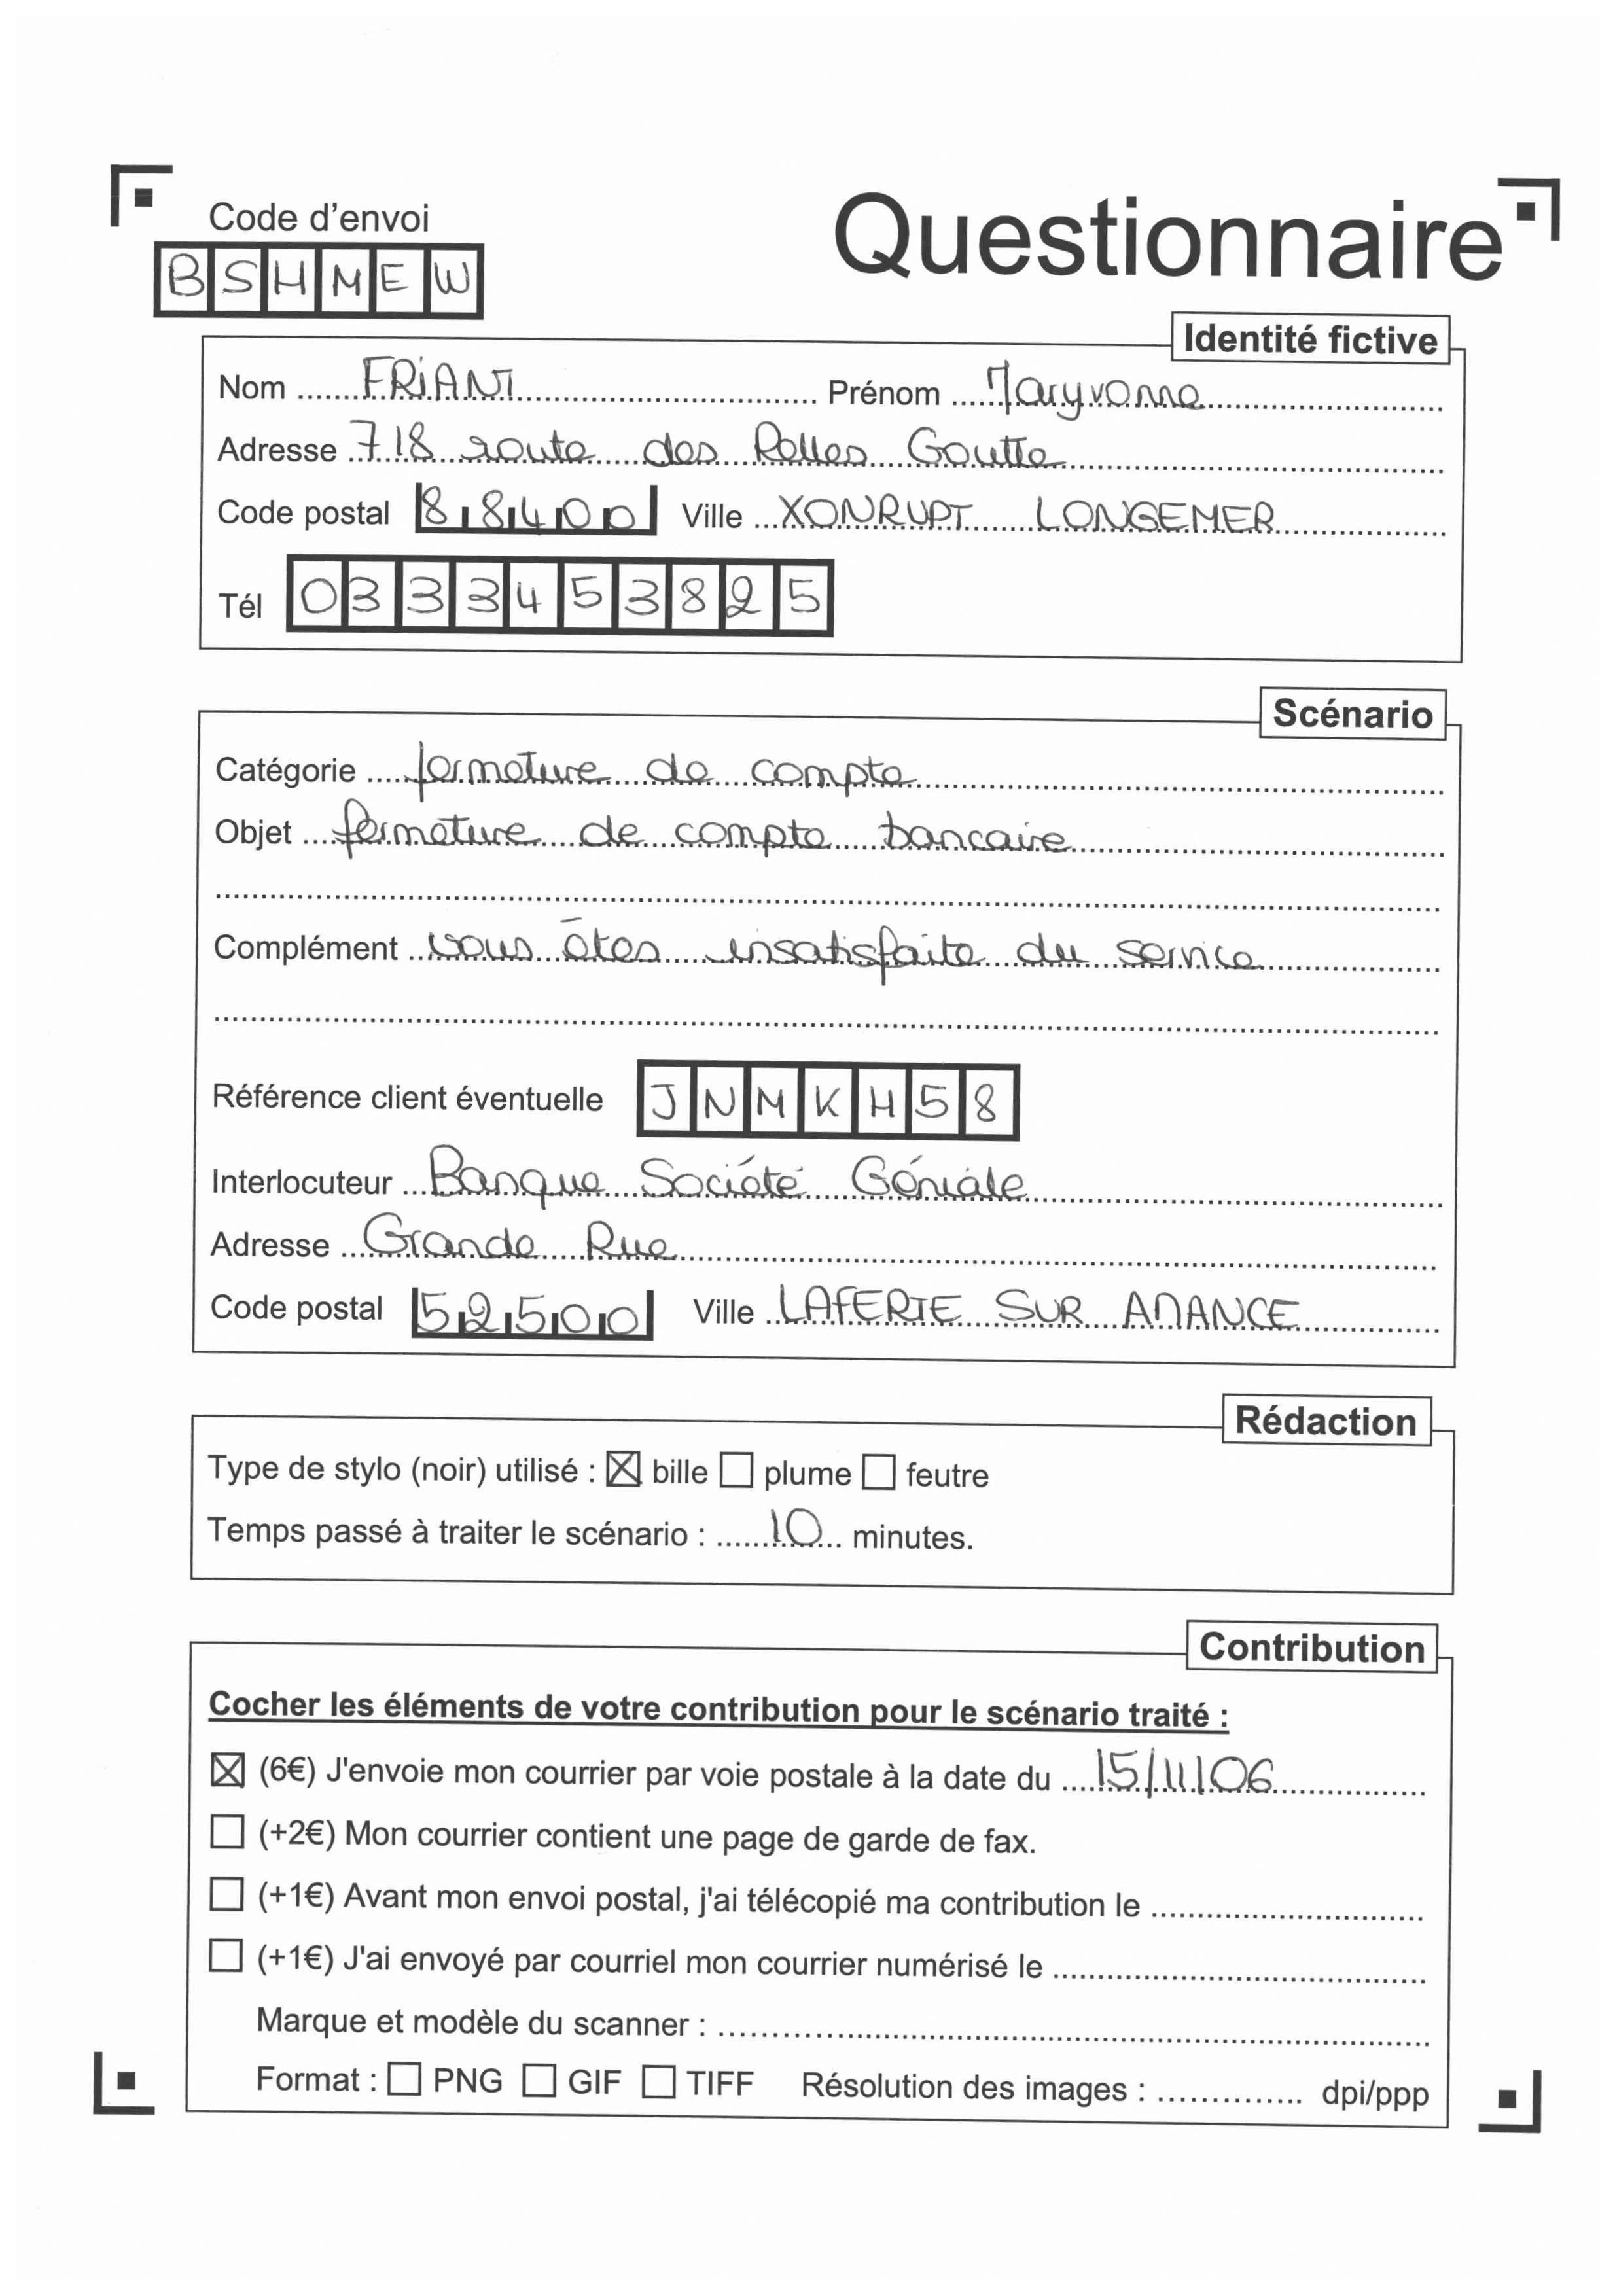 Code d'envoi
Questionnaire
BSHMEW
Identité fictive
Nom FRIANT Prénom Maryvonne
Adresse 718 route des Relles Goutte
Code postal 88400 Ville XONRUPT LONGEMER
Tél 0333453825
Scénario
Catégorie fermeture de compte
Objet fermeture de compte bancaire
Complément vous êtes insatisfaite du service
Référence client éventuelle JNMKH58
Interlocuteur Banque Société Géniale
Adresse Grande Rue
Code postal 52500 Ville LAFERTE SUR AMANCE
Rédaction
Type de stylo (noir) utilisé : ☒ bille ☐ plume ☐ feutre
Temps passé à traiter le scénario : 10 minutes.
Contribution
Cocher les éléments de votre contribution pour le scénario traité :
☒ (6€) J'envoie mon courrier par voie postale à la date du 15/11/06
☐ (+2€) Mon courrier contient une page de garde de fax.
☐ (+1€) Avant mon envoi postal, j'ai télécopié ma contribution le
☐ (+1€) J'ai envoyé par courriel mon courrier numérisé le
Marque et modèle du scanner :
Format : ☐ PNG ☐ GIF ☐ TIFF Résolution des images : dpi/ppp